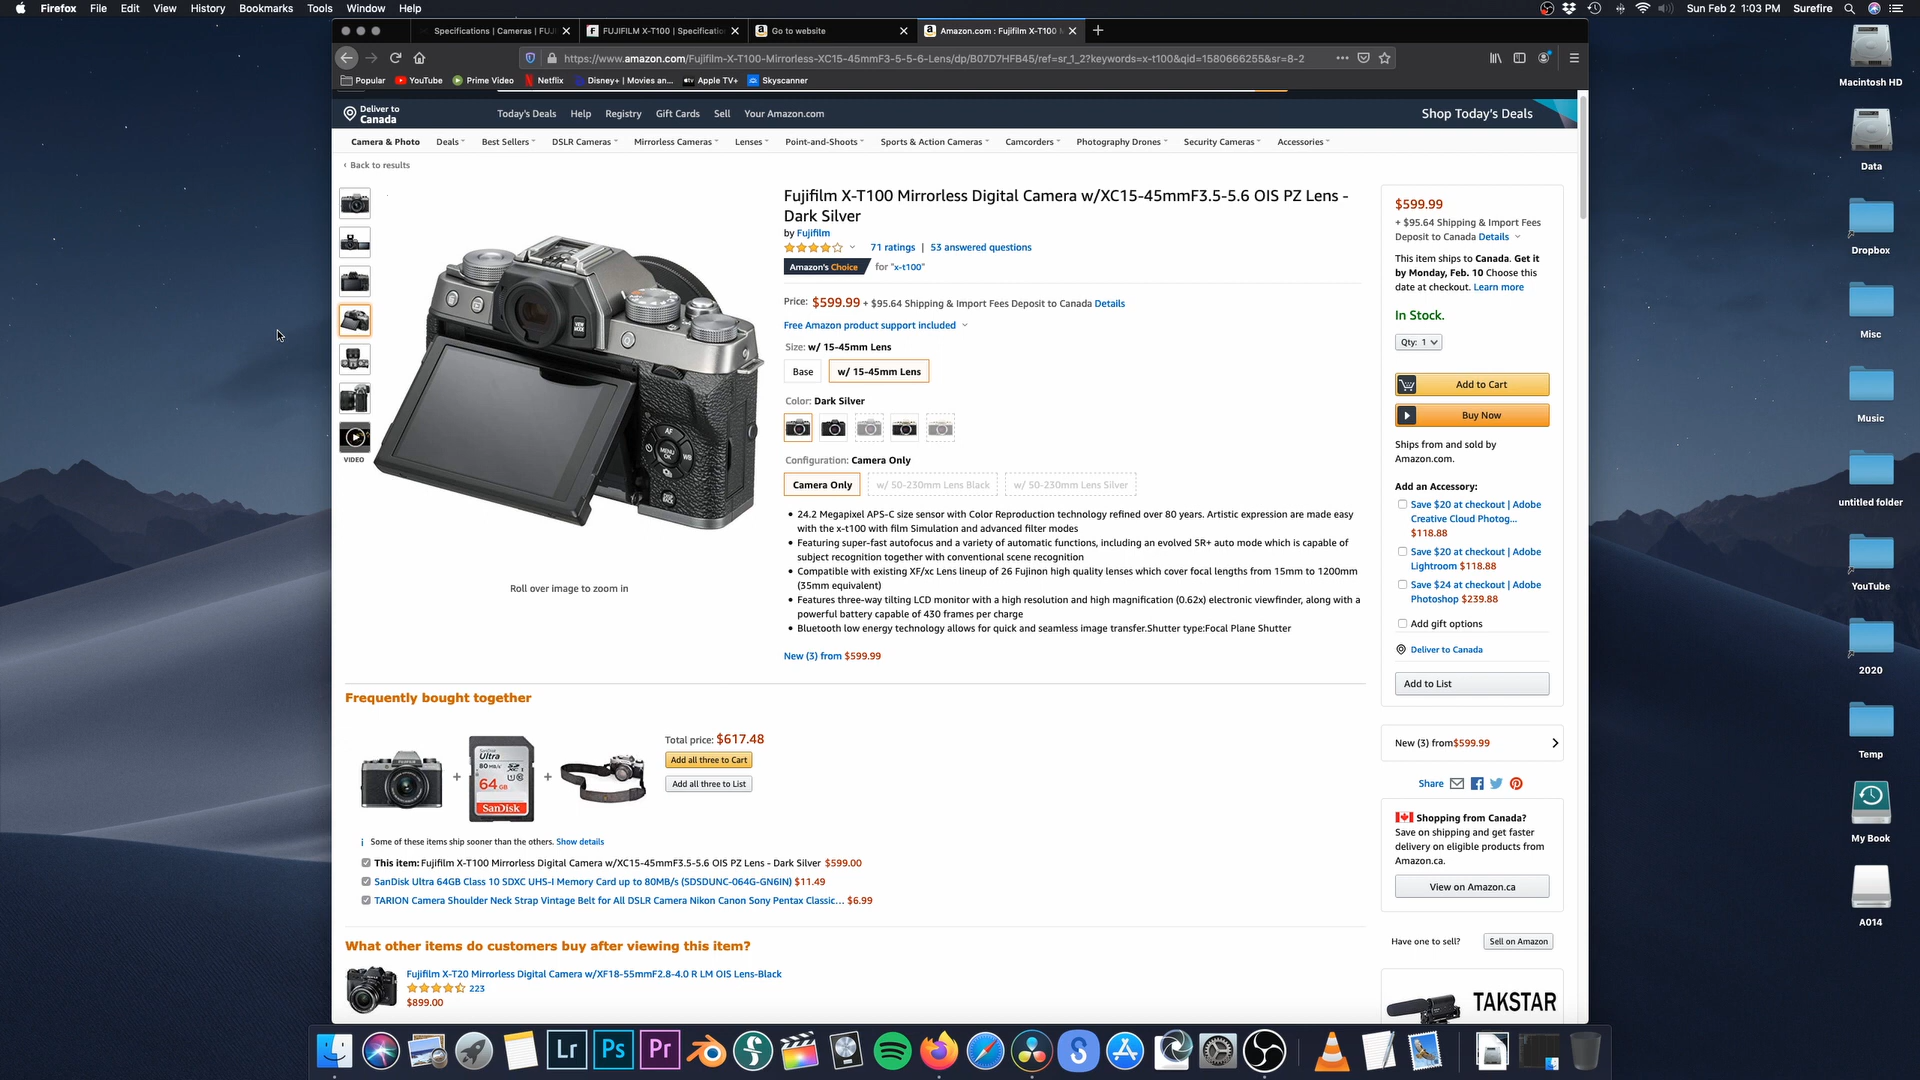 Firefox File Edit View History Bookmarks Tools Window Help
Sun Feb 2 1:03 PM Surefire
Specifications | Cameras | FUJ
FUJIFILM X-T100 | Specificatio
Go to website
Amazon.com : Fujifilm X-T100
https://www.amazon.com/Fujifilm-X-T100-Mirrorless-XC15-45mmF3-5-5-6-Lens/dp/B07D7HFB45/ref=sr_1_2?keywords=x-t100&qid=1580666255&sr=8-2
Popular YouTube Prime Video Netflix Disney+ | Movies an... Apple TV+ Skyscanner
Deliver to
Canada
Today's Deals Help Registry Gift Cards Sell Your Amazon.com
Shop Today's Deals
Camera & Photo Deals Best Sellers DSLR Cameras Mirrorless Cameras Lenses Point-and-Shoots Sports & Action Cameras Camcorders Photography Drones Security Cameras Accessories
‹ Back to results
VIDEO
VIEW MODE
AF
MENU OK
WB
Roll over image to zoom in
Fujifilm X-T100 Mirrorless Digital Camera w/XC15-45mmF3.5-5.6 OIS PZ Lens -
Dark Silver
by Fujifilm
71 ratings | 53 answered questions
Amazon's Choice for "x-t100"
Price: $599.99 + $95.64 Shipping & Import Fees Deposit to Canada Details
Free Amazon product support included
Size: w/ 15-45mm Lens
Base
w/ 15-45mm Lens
Color: Dark Silver
Configuration: Camera Only
Camera Only
w/ 50-230mm Lens Black
w/ 50-230mm Lens Silver
• 24.2 Megapixel APS-C size sensor with Color Reproduction technology refined over 80 years. Artistic expression are made easy
with the x-t100 with film Simulation and advanced filter modes
• Featuring super-fast autofocus and a variety of automatic functions, including an evolved SR+ auto mode which is capable of
subject recognition together with conventional scene recognition
• Compatible with existing XF/xc Lens lineup of 26 Fujinon high quality lenses which cover focal lengths from 15mm to 1200mm
(35mm equivalent)
• Features three-way tilting LCD monitor with a high resolution and high magnification (0.62x) electronic viewfinder, along with a
powerful battery capable of 430 frames per charge
• Bluetooth low energy technology allows for quick and seamless image transfer.Shutter type:Focal Plane Shutter
New (3) from $599.99
$599.99
+ $95.64 Shipping & Import Fees
Deposit to Canada Details
This item ships to Canada. Get it
by Monday, Feb. 10 Choose this
date at checkout. Learn more
In Stock.
Qty: 1
Add to Cart
Buy Now
Ships from and sold by
Amazon.com.
Add an Accessory:
Save $20 at checkout | Adobe
Creative Cloud Photog...
$118.88
Save $20 at checkout | Adobe
Lightroom $118.88
Save $24 at checkout | Adobe
Photoshop $239.88
Add gift options
Deliver to Canada
Add to List
New (3) from $599.99
Share
Shopping from Canada?
Save on shipping and get faster
delivery on eligible products from
Amazon.ca.
View on Amazon.ca
Have one to sell?
Sell on Amazon
TAKSTAR
Frequently bought together
+
+
SanDisk
Ultra
80 MB/s
64GB
SanDisk
Total price: $617.48
Add all three to Cart
Add all three to List
i Some of these items ship sooner than the others. Show details
This item: Fujifilm X-T100 Mirrorless Digital Camera w/XC15-45mmF3.5-5.6 OIS PZ Lens - Dark Silver $599.00
SanDisk Ultra 64GB Class 10 SDXC UHS-I Memory Card up to 80MB/s (SDSDUNC-064G-GN6IN) $11.49
TARION Camera Shoulder Neck Strap Vintage Belt for All DSLR Camera Nikon Canon Sony Pentax Classic... $6.99
What other items do customers buy after viewing this item?
Fujifilm X-T20 Mirrorless Digital Camera w/XF18-55mmF2.8-4.0 R LM OIS Lens-Black
223
$899.00
Macintosh HD
Data
Dropbox
Misc
Music
untitled folder
YouTube
2020
Temp
My Book
A014
Lr
Ps
Pr